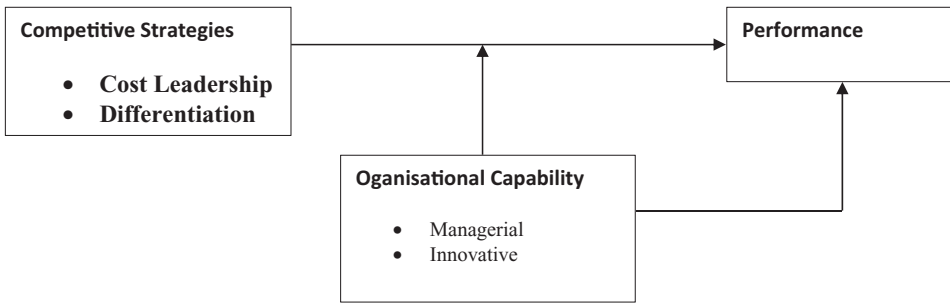 Competitive Strategies
• Cost Leadership
• Differentiation
Performance
Oganisational Capability
• Managerial
• Innovative